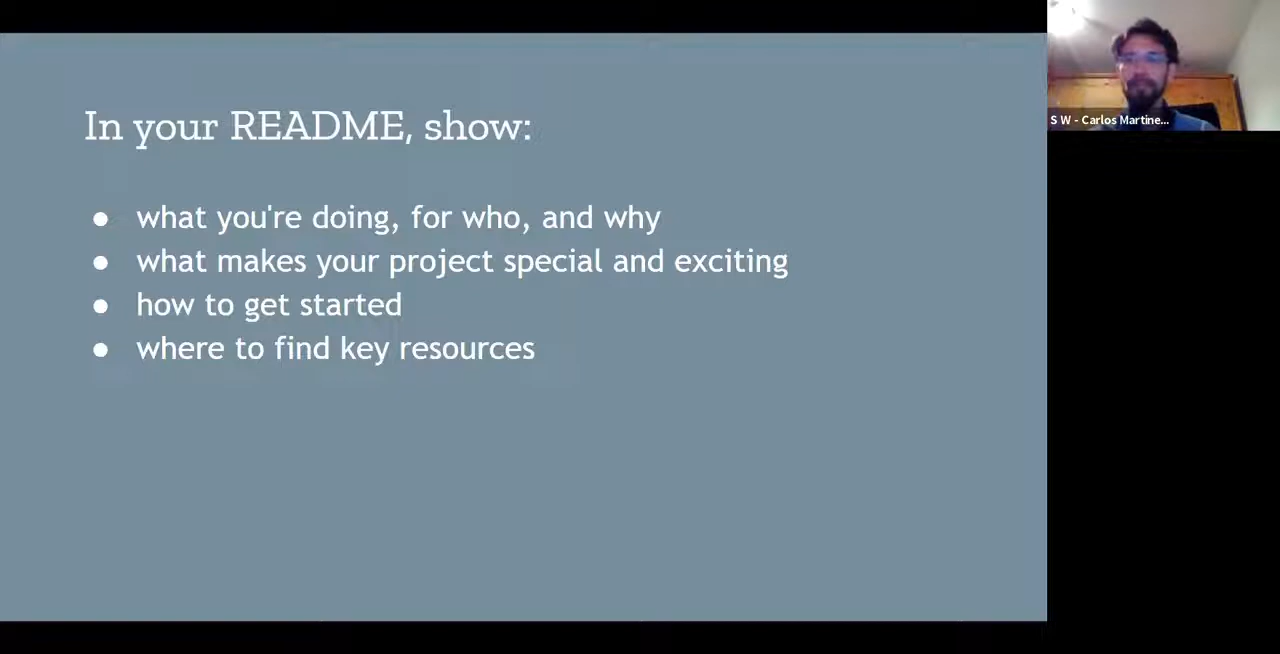 In your README, show:
● what you're doing, for who, and why
● what makes your project special and exciting
● how to get started
● where to find key resources
S W - Carlos Martine...